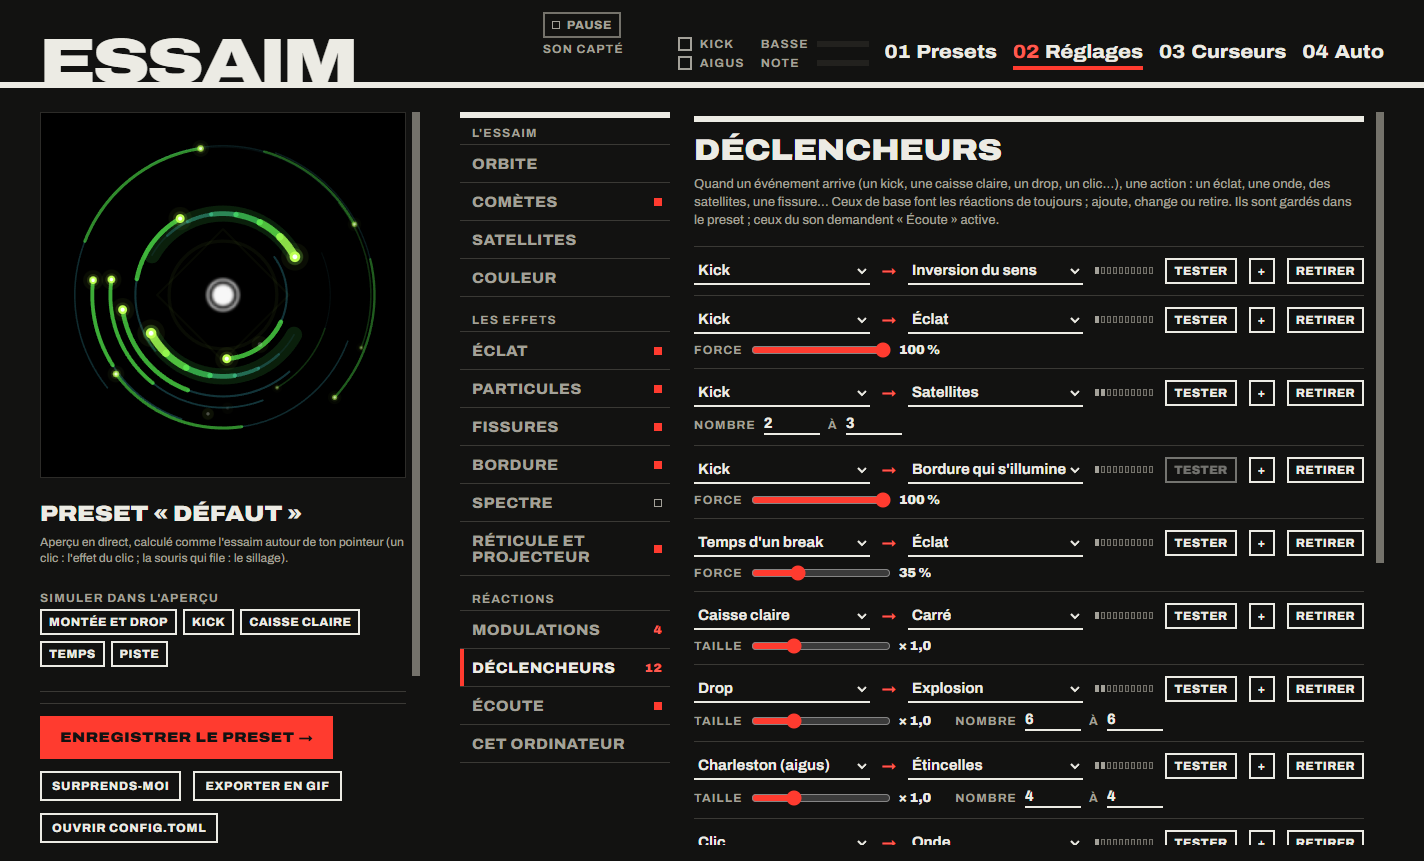 ESSAIM
PAUSE
SON CAPTÉ
KICK
BASSE
AIGUS
NOTE
01 Presets
02 Réglages
03 Curseurs
04 Auto
PRESET « DÉFAUT »
Aperçu en direct, calculé comme l'essaim autour de ton pointeur (un
clic : l'effet du clic ; la souris qui file : le sillage).
SIMULER DANS L'APERÇU
MONTÉE ET DROP
KICK
CAISSE CLAIRE
TEMPS
PISTE
ENREGISTRER LE PRESET →
SURPRENDS-MOI
EXPORTER EN GIF
OUVRIR CONFIG.TOML
L'ESSAIM
ORBITE
COMÈTES
SATELLITES
COULEUR
LES EFFETS
ÉCLAT
PARTICULES
FISSURES
BORDURE
SPECTRE
RÉTICULE ET
PROJECTEUR
RÉACTIONS
MODULATIONS 4
DÉCLENCHEURS 12
ÉCOUTE
CET ORDINATEUR
DÉCLENCHEURS
Quand un événement arrive (un kick, une caisse claire, un drop, un clic…), une action : un éclat, une onde, des
satellites, une fissure… Ceux de base font les réactions de toujours ; ajoute, change ou retire. Ils sont gardés dans
le preset ; ceux du son demandent « Écoute » active.
Kick → Inversion du sens TESTER + RETIRER
Kick → Éclat TESTER + RETIRER
FORCE 100 %
Kick → Satellites TESTER + RETIRER
NOMBRE 2 À 3
Kick → Bordure qui s'illumine TESTER + RETIRER
FORCE 100 %
Temps d'un break → Éclat TESTER + RETIRER
FORCE 35 %
Caisse claire → Carré TESTER + RETIRER
TAILLE × 1,0
Drop → Explosion TESTER + RETIRER
TAILLE × 1,0 NOMBRE 6 À 6
Charleston (aigus) → Étincelles TESTER + RETIRER
TAILLE × 1,0 NOMBRE 4 À 4
Clic → Onde TESTER + RETIRER